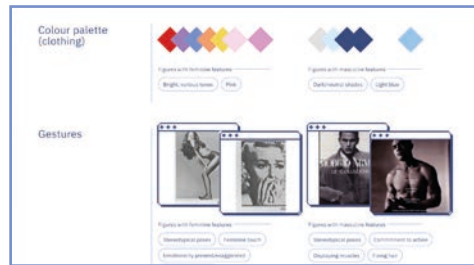 Colour palette
(clothing)
Figures with feminine features
Bright, various tones
Pink
Figures with masculine features
Dark/neutral shades
Light blue
Gestures
Figures with feminine features
Stereotypical poses
Feminine touch
Emotionally present/exaggerated
Figures with masculine features
Stereotypical poses
Commitment to action
Displaying muscles
Fixing hair